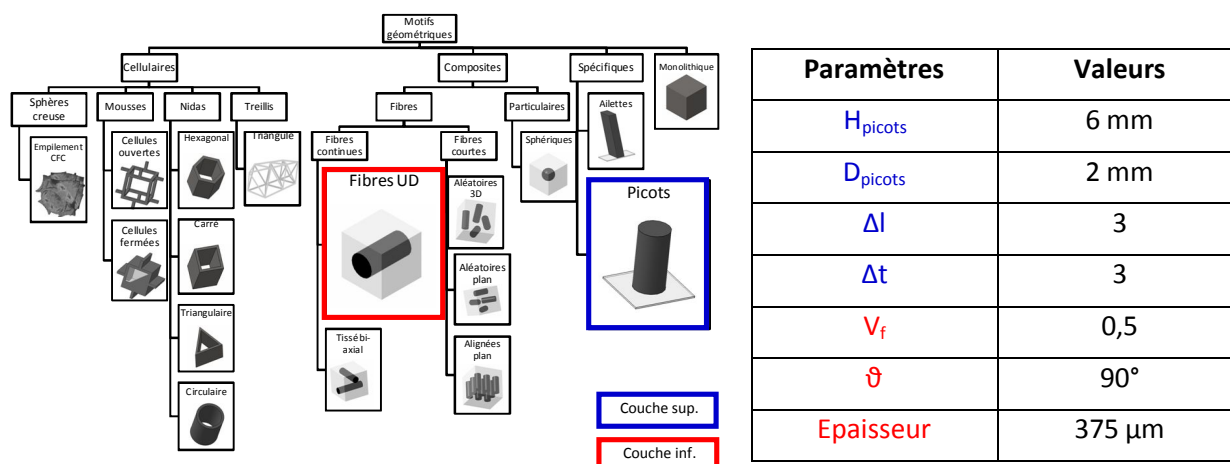 Motifs
géométriques
Cellulaires
Composites
Spécifiques
Monolithique
Sphères
creuse
Mousses
Nidas
Treillis
Fibres
Particulaires
Ailettes
Empilement
CFC
Cellules
ouvertes
Hexagonal
Triangulé
Fibres
continues
Fibres
courtes
Sphériques
Fibres UD
Aléatoires
3D
Picots
Cellules
fermées
Carré
Aléatoires
plan
Triangulaire
Tissé bi-
axial
Alignées
plan
Circulaire
Couche sup.
Couche inf.
Paramètres Valeurs
Hpicots 6 mm
Dpicots 2 mm
Δl 3
Δt 3
Vf 0,5
ϑ 90°
Epaisseur 375 µm